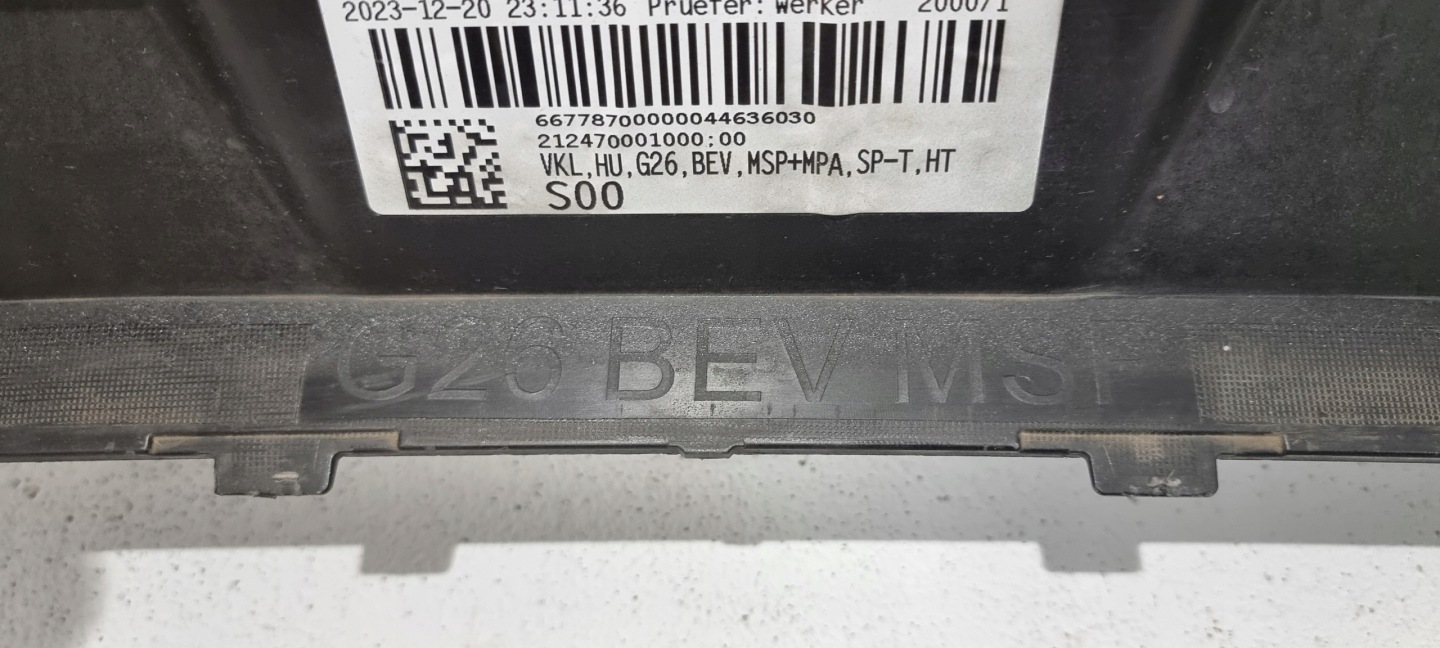 2023-12-20 23:11:36 Pruefer: Werker 200071
66778700000044636030
212470001000;00
VKL,HU,G26,BEV,MSP+MPA,SP-T,HT
S00
G26 BEV MSP